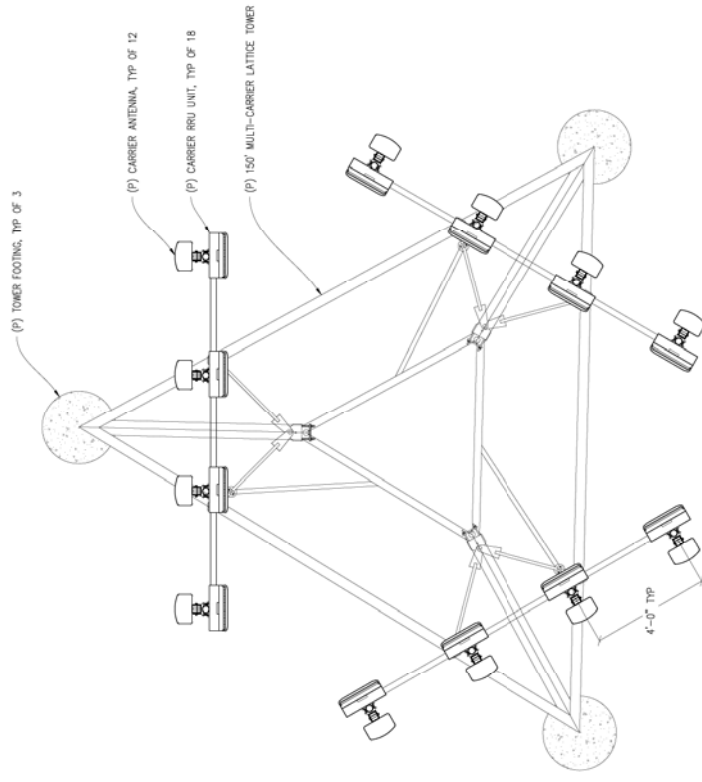 (P) TOWER FOOTING, TYP OF 3
(P) CARRIER ANTENNA, TYP OF 12
(P) CARRIER RRU UNIT, TYP OF 18
(P) 150' MULTI-CARRIER LATTICE TOWER
4'-0" TYP